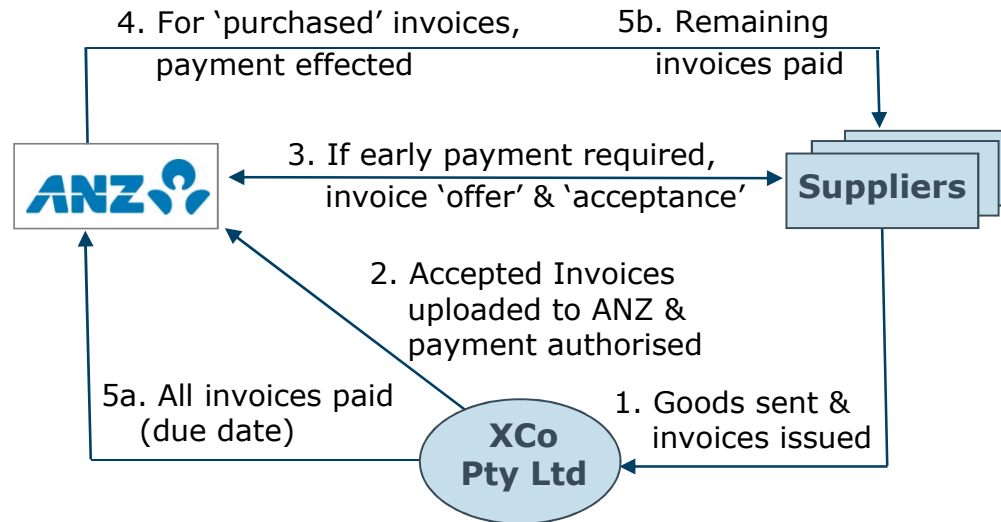 4. For ‘purchased’ invoices,
payment effected
5b. Remaining
invoices paid
ANZ
3. If early payment required,
invoice ‘offer’ & ‘acceptance’
Suppliers
2. Accepted Invoices
uploaded to ANZ &
payment authorised
5a. All invoices paid
(due date)
XCo
Pty Ltd
1. Goods sent &
invoices issued